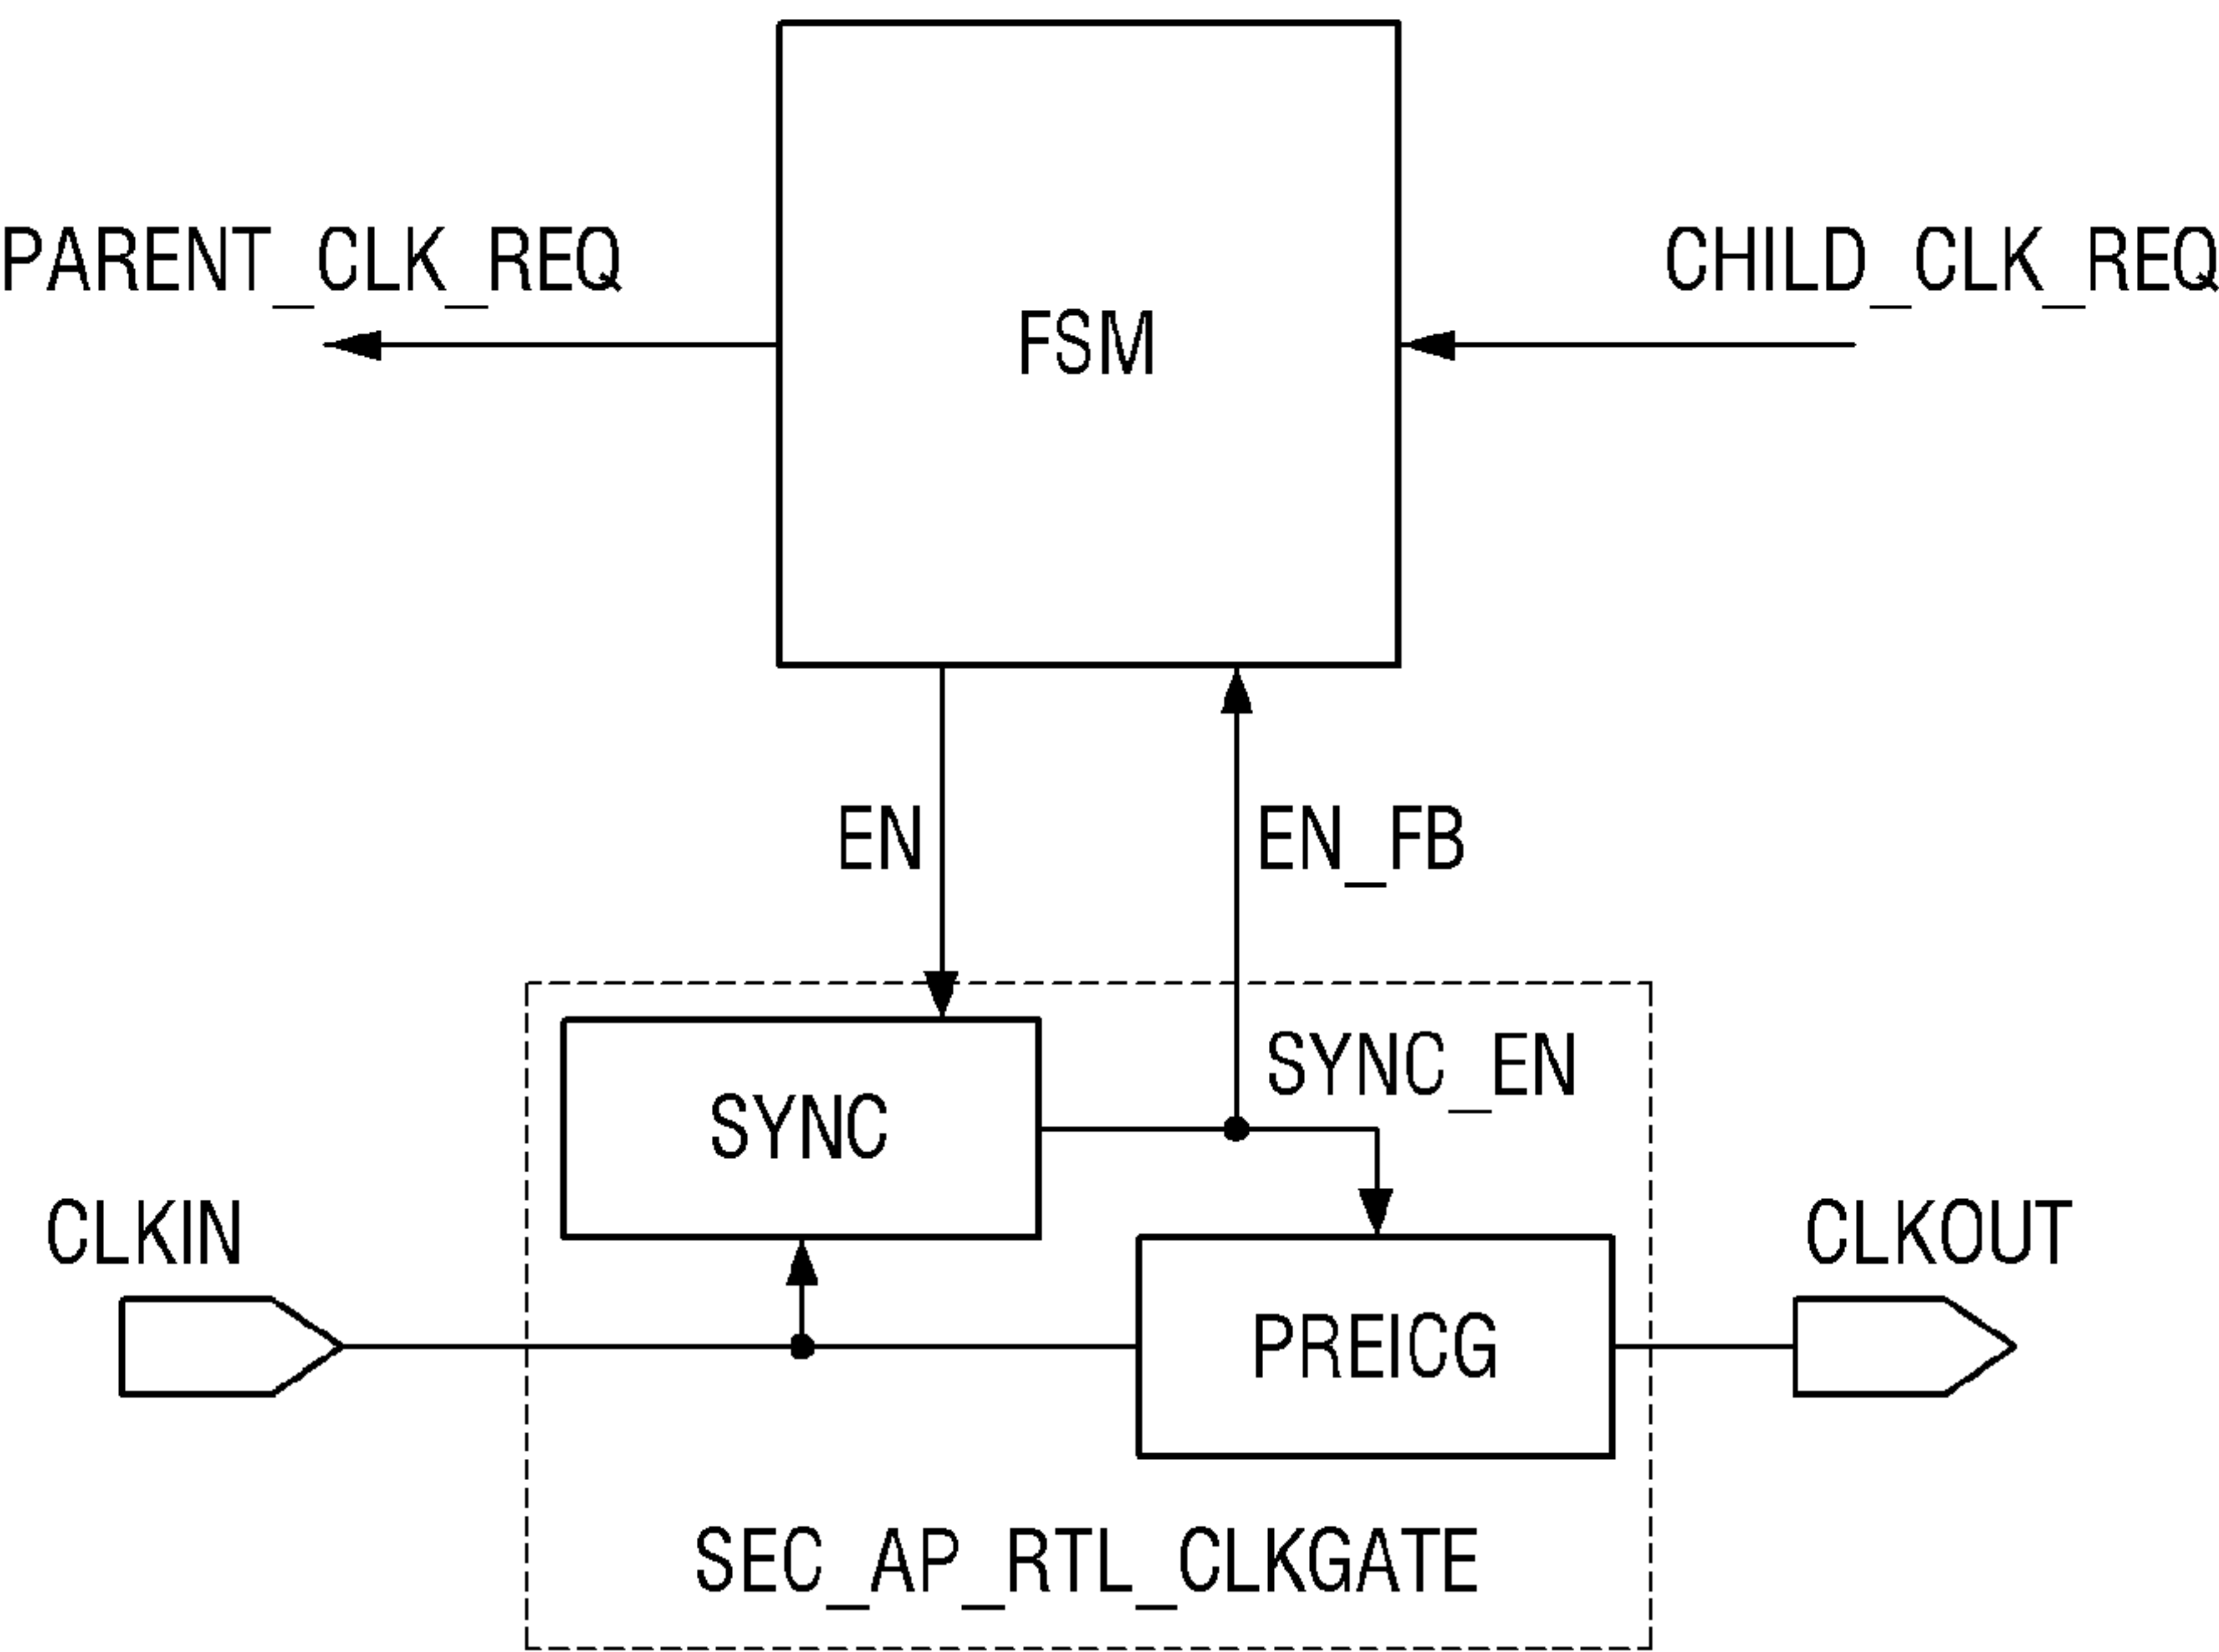 PARENT_CLK_REQ
CHILD_CLK_REQ
FSM
EN
EN_FB
SYNC_EN
SYNC
CLKIN
CLKOUT
PREICG
SEC_AP_RTL_CLKGATE